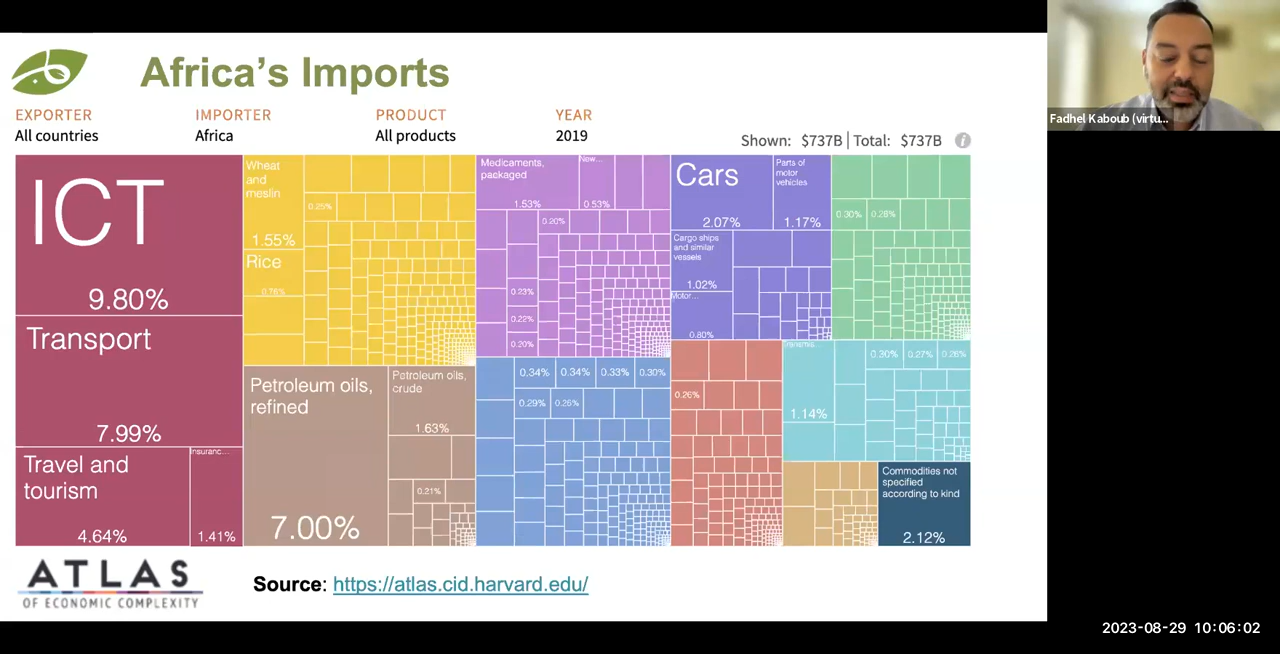 Africa's Imports
EXPORTER
All countries
IMPORTER
Africa
PRODUCT
All products
YEAR
2019
Shown: $737B | Total: $737B
ICT
9.80%
Transport
7.99%
Travel and
tourism
4.64%
Insuranc...
1.41%
Wheat
and
meslin
1.55%
0.25%
Rice
0.76%
Petroleum oils,
refined
7.00%
Petroleum oils,
crude
1.63%
0.21%
Medicaments,
packaged
1.53%
New...
0.53%
0.20%
0.23%
0.22%
0.20%
0.34%
0.34%
0.33%
0.30%
0.29%
0.26%
Cars
2.07%
Parts of
motor
vehicles
1.17%
Cargo ships
and similar
vessels
1.02%
Motor...
0.80%
0.30%
0.28%
0.26%
1.14%
0.30%
0.27%
0.26%
Commodities not
specified
according to kind
2.12%
ATLAS
OF ECONOMIC COMPLEXITY
Source: https://atlas.cid.harvard.edu/
Fadhel Kaboub (virtu...
2023-08-29 10:06:02